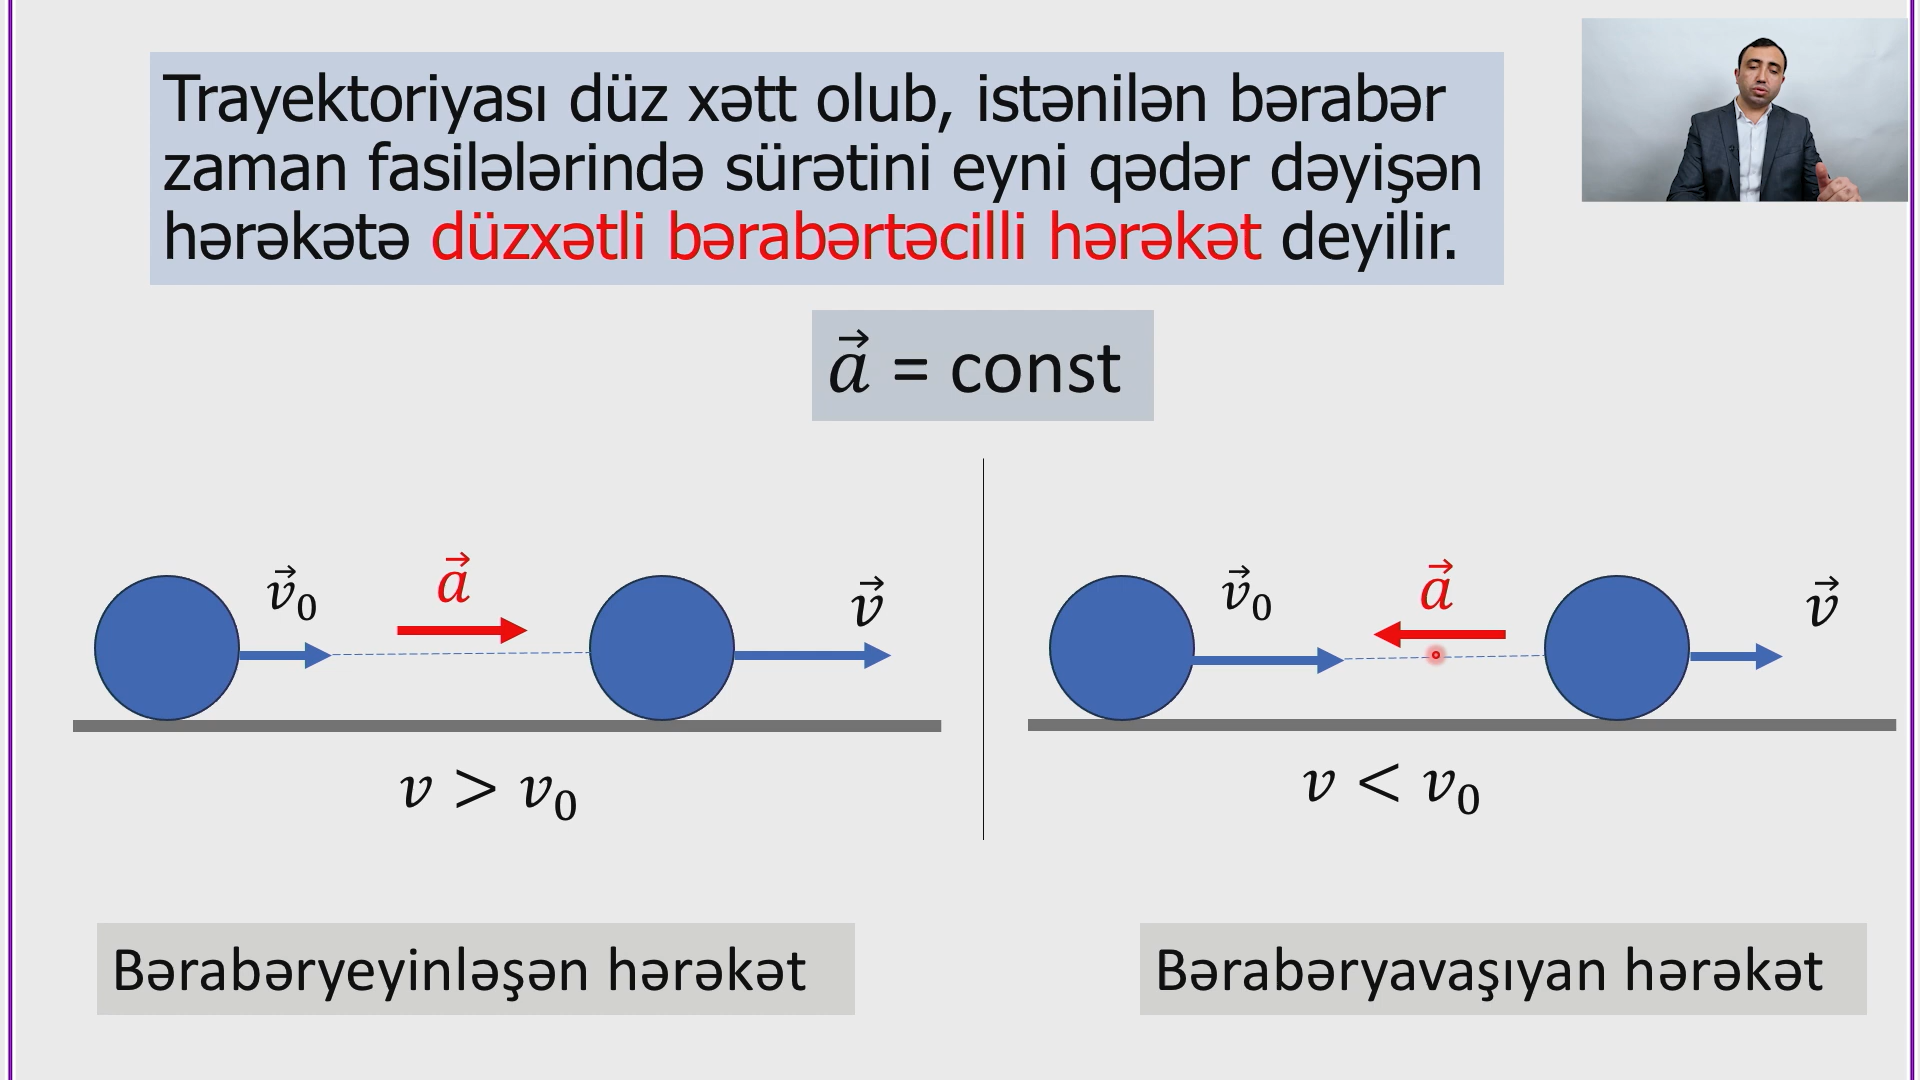 Trayektoriyası düz xətt olub, istənilən bərabər
zaman fasilələrində sürətini eyni qədər dəyişən
hərəkətə düzxətli bərabərtəcilli hərəkət deyilir.
a⃗ = const
v⃗₀
a⃗
v⃗
v > v₀
Bərabəryeyinləşən hərəkət
v⃗₀
a⃗
v⃗
v < v₀
Bərabəryavaşıyan hərəkət